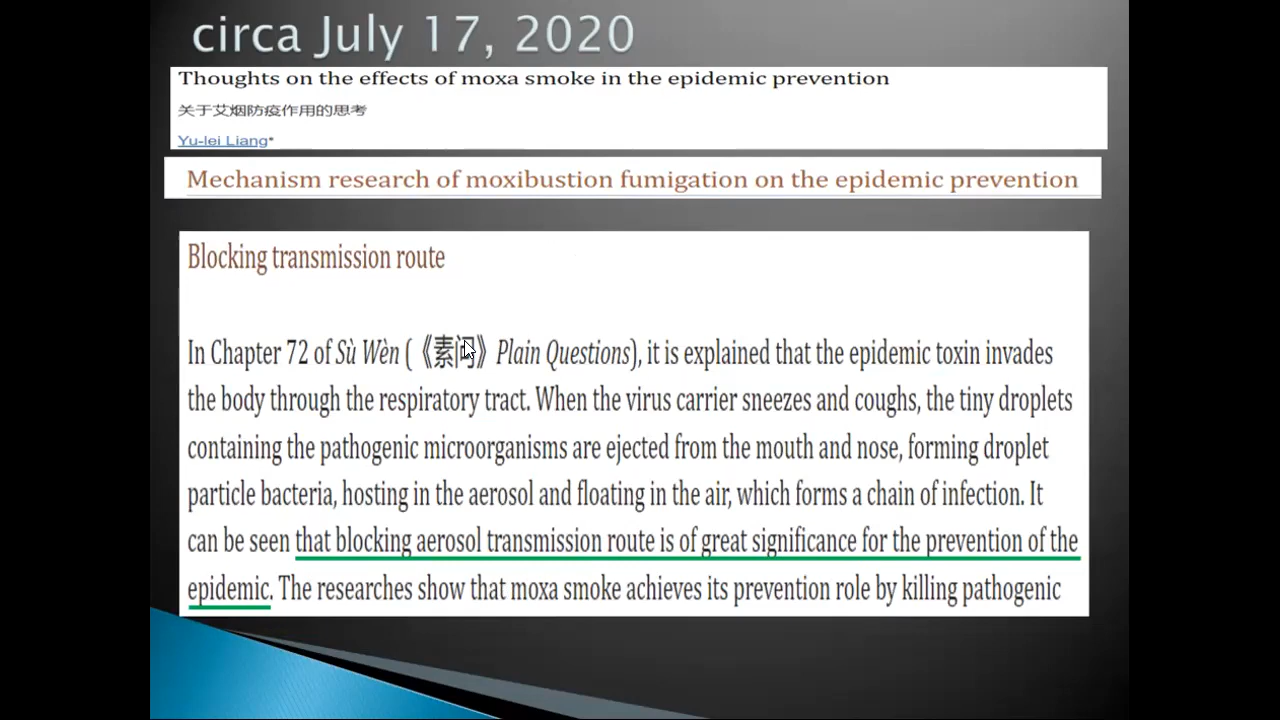 circa July 17, 2020
Thoughts on the effects of moxa smoke in the epidemic prevention
关于艾烟防疫作用的思考
Yu-lei Liang*
Mechanism research of moxibustion fumigation on the epidemic prevention
Blocking transmission route
In Chapter 72 of Sù Wèn (《素问》 Plain Questions), it is explained that the epidemic toxin invades
the body through the respiratory tract. When the virus carrier sneezes and coughs, the tiny droplets
containing the pathogenic microorganisms are ejected from the mouth and nose, forming droplet
particle bacteria, hosting in the aerosol and floating in the air, which forms a chain of infection. It
can be seen that blocking aerosol transmission route is of great significance for the prevention of the
epidemic. The researches show that moxa smoke achieves its prevention role by killing pathogenic